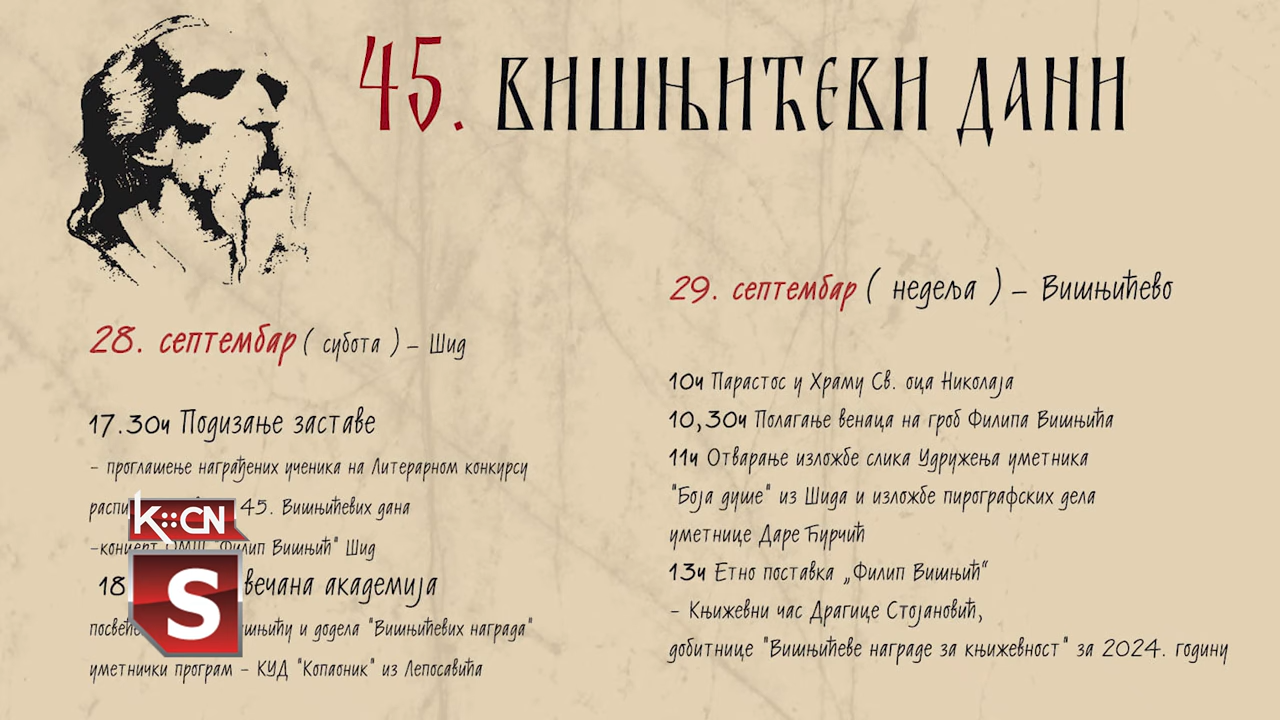 45. ВИШЊИЋЕВИ ДАНИ
28. септембар ( субота ) – Шид
17.30ч Подизање заставе
- проглашење награђених ученика на Литерарном конкурсу
45. Вишњићевих дана
-концерт ОМШ "Филип Вишњић" Шид
18 академија
и додела "Вишњићевих награда"
уметнички програм – КУД "Копаоник" из Лепосавића
K::CN
S
29. септембар ( недеља ) – Вишњићево
10ч Парастос у Храму Св. оца Николаја
10,30ч Полагање венаца на гроб Филипа Вишњића
11ч Отварање изложбе слика Удружења уметника
"Боја душе" из Шида и изложбе пирографских дела
уметнице Даре Ђурчић
13ч Етно поставка „Филип Вишњић“
– Књижевни час Драгице Стојановић,
добитнице "Вишњићеве награде за књижевност" за 2024. годину